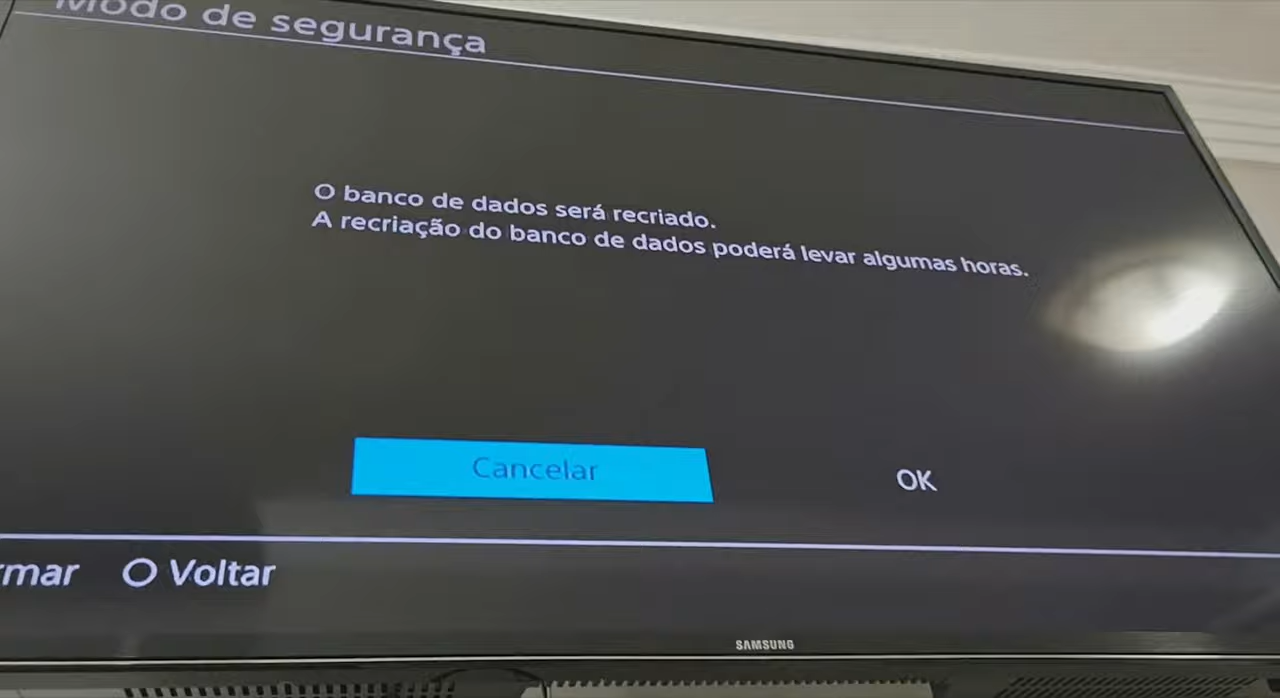 Modo de segurança
O banco de dados será recriado.
A recriação do banco de dados poderá levar algumas horas.
Cancelar
OK
rmar O Voltar
SAMSUNG